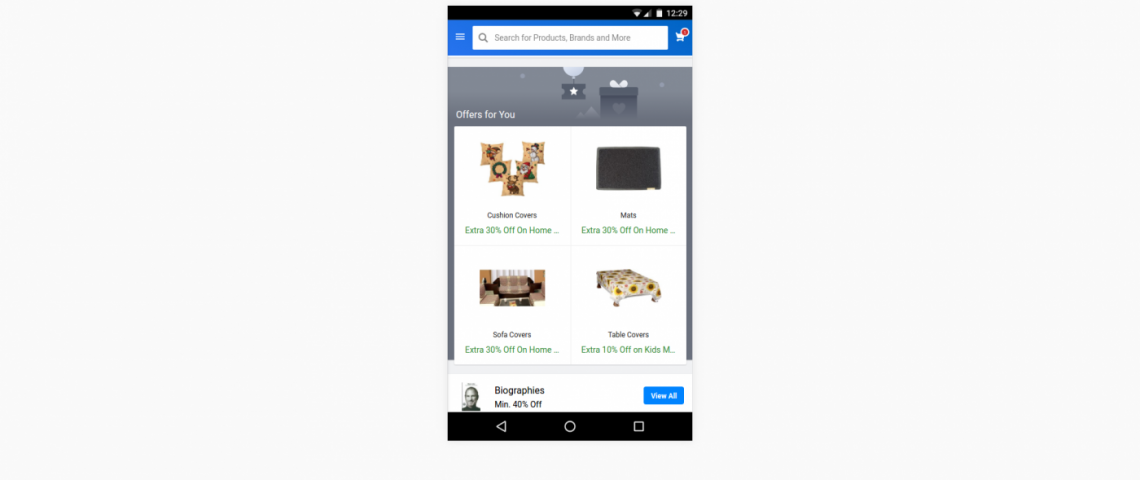 12:29
Search for Products, Brands and More
Offers for You
Cushion Covers
Mats
Extra 30% Off On Home ...
Extra 30% Off On Home ...
Sofa Covers
Table Covers
Extra 30% Off On Home ...
Extra 10% Off on Kids M...
Biographies
Min. 40% Off
View All